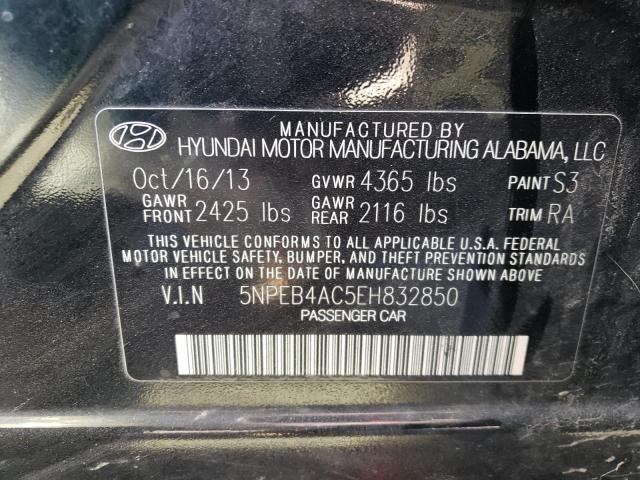 MANUFACTURED BY
HYUNDAI MOTOR MANUFACTURING ALABAMA, LLC
Oct/16/13 GVWR 4365 lbs PAINT S3
GAWR FRONT 2425 lbs GAWR REAR 2116 lbs TRIM RA
THIS VEHICLE CONFORMS TO ALL APPLICABLE U.S.A. FEDERAL
MOTOR VEHICLE SAFETY, BUMPER, AND THEFT PREVENTION STANDARDS
IN EFFECT ON THE DATE OF MANUFACTURE SHOWN ABOVE
V.I.N 5NPEB4AC5EH832850
PASSENGER CAR